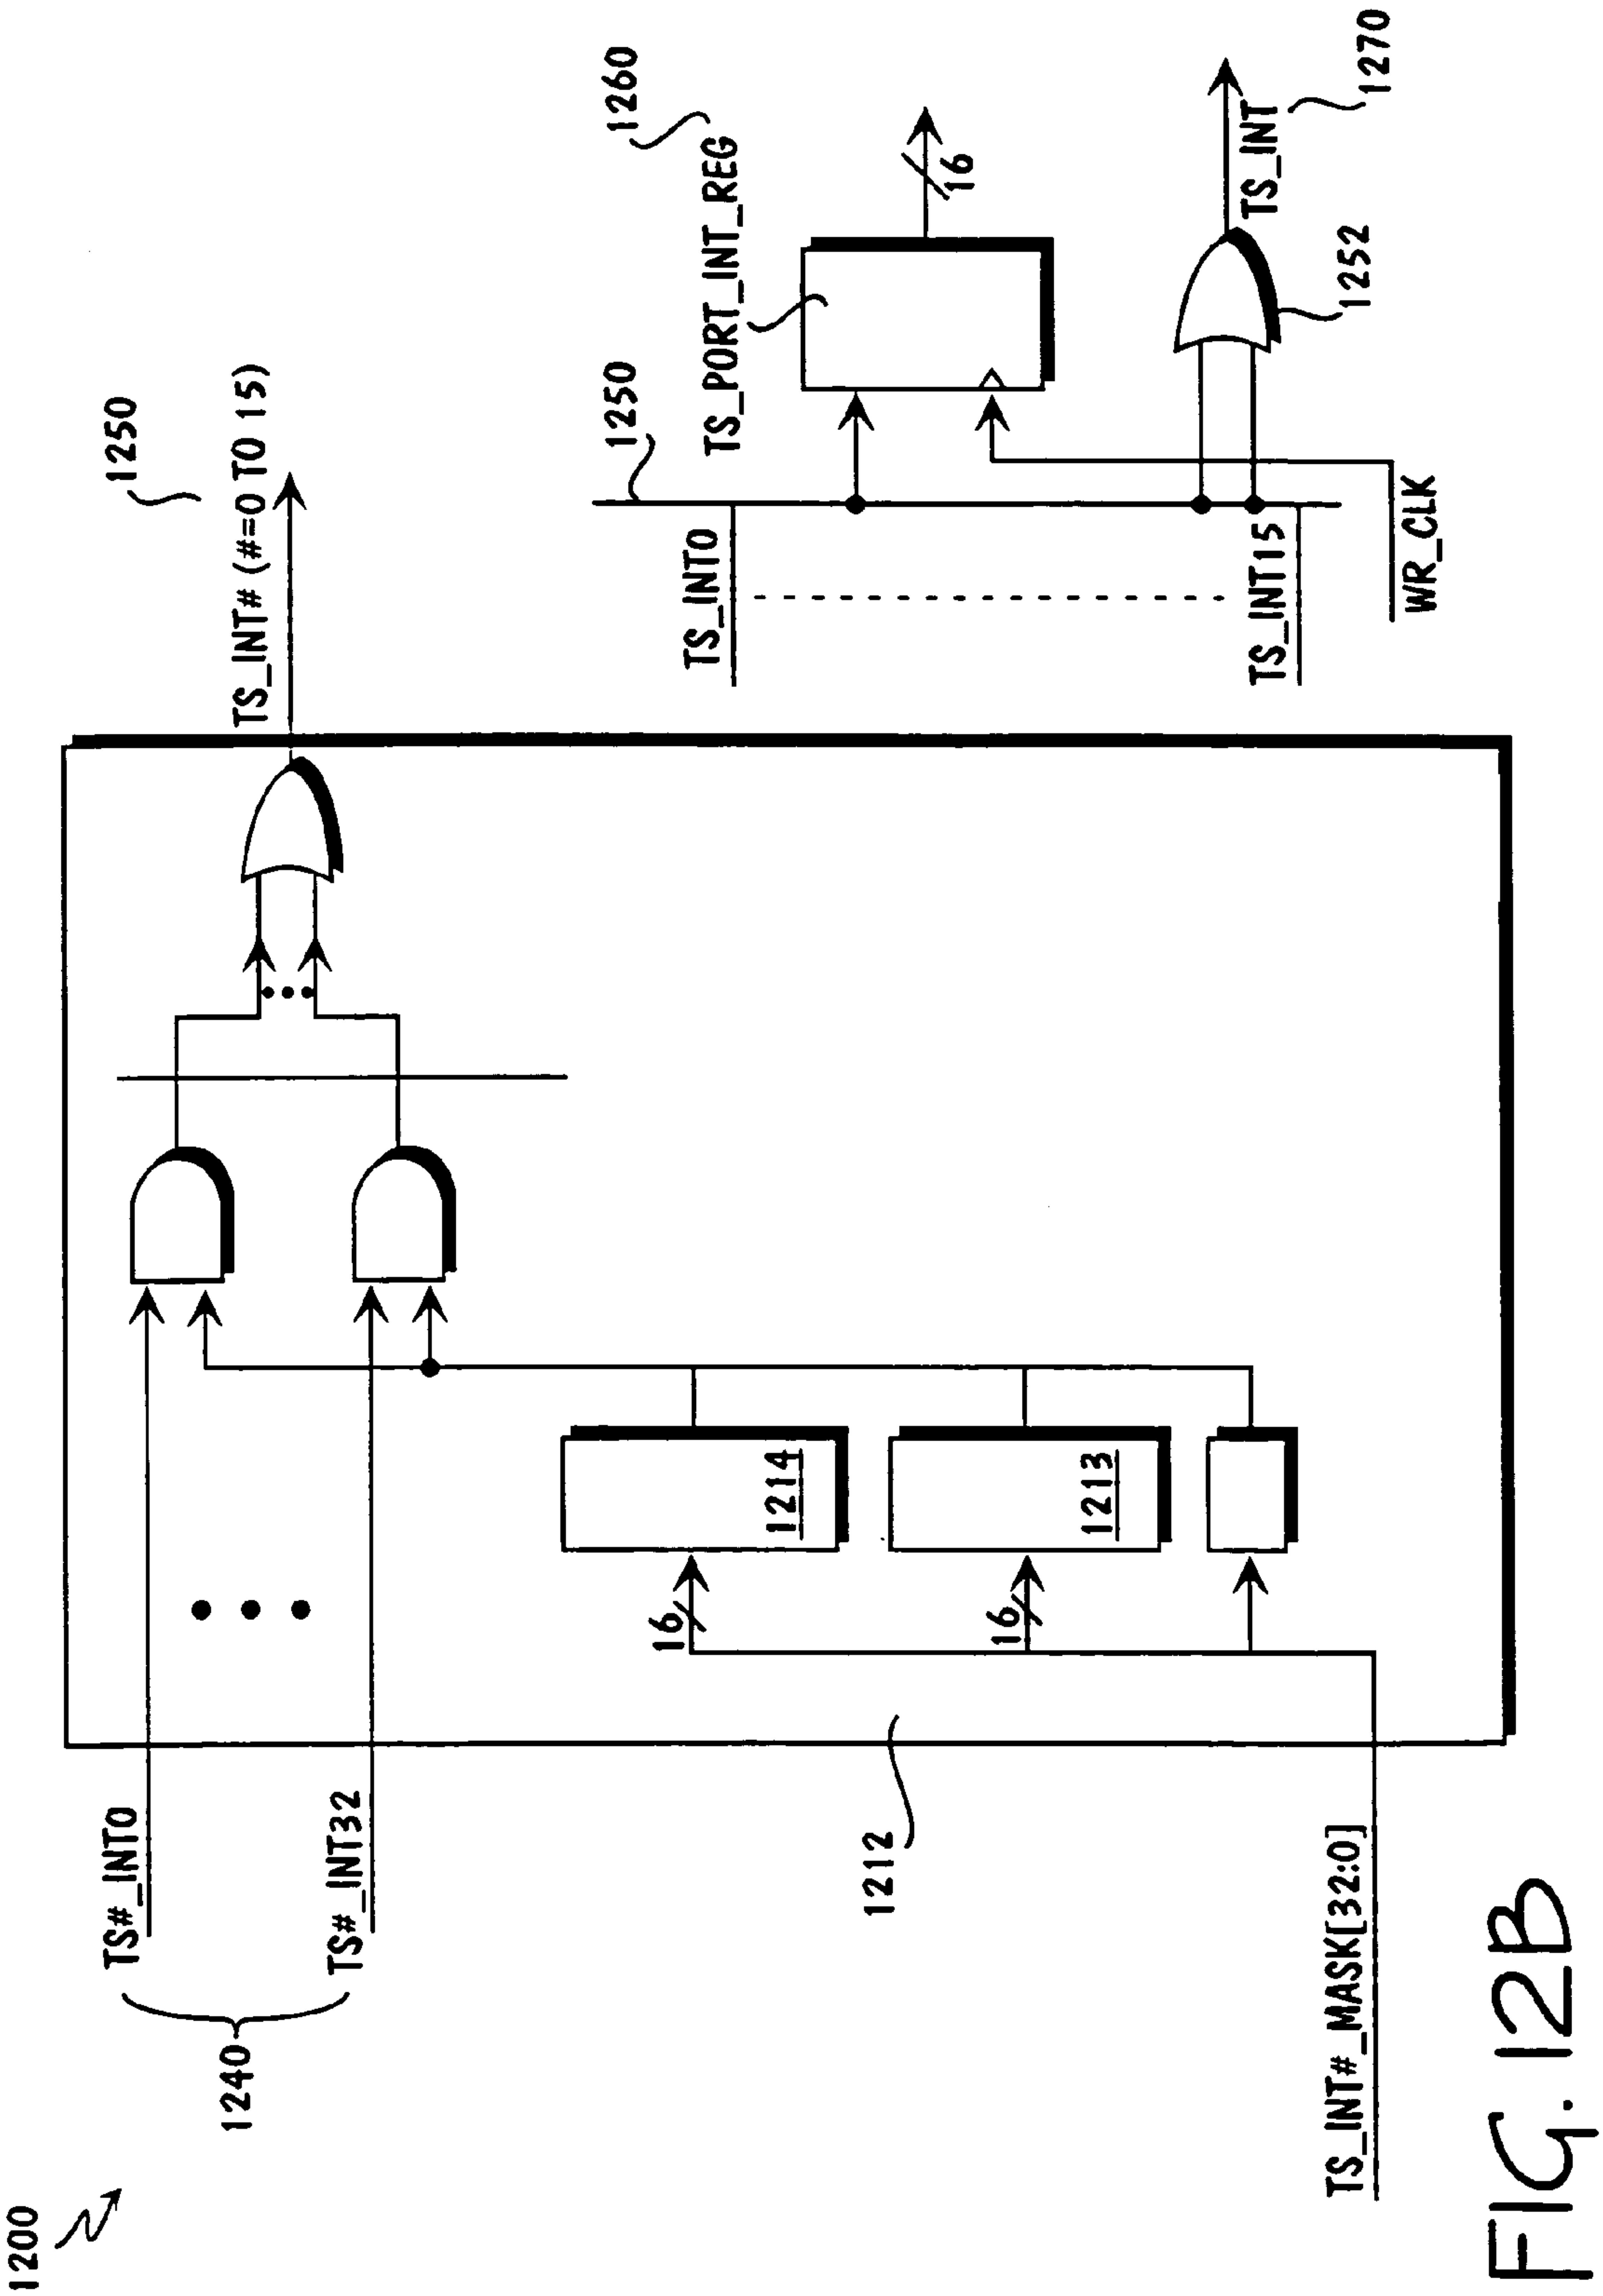 1200
1240
TS#_INT0
TS#_INT32
TS_INT#_MASK[32:0]
1212
16
16
1214
1213
TS_INT# (#=0 TO 15)
1250
TS_INT0
TS_INT15
WR_CLK
1250
TS_PORT_INT_REG
1260
16
1252
TS_INT
1270
FIG. 12B